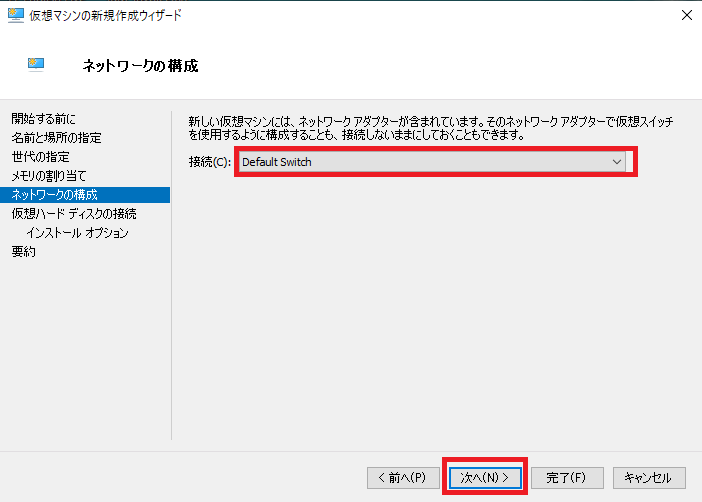 仮想マシンの新規作成ウィザード
ネットワークの構成
開始する前に
名前と場所の指定
世代の指定
メモリの割り当て
ネットワークの構成
仮想ハード ディスクの接続
インストール オプション
要約
新しい仮想マシンには、ネットワーク アダプターが含まれています。そのネットワーク アダプターで仮想スイッチ
を使用するように構成することも、接続しないままにしておくこともできます。
接続(C): Default Switch
< 前へ(P) 次へ(N) > 完了(F) キャンセル